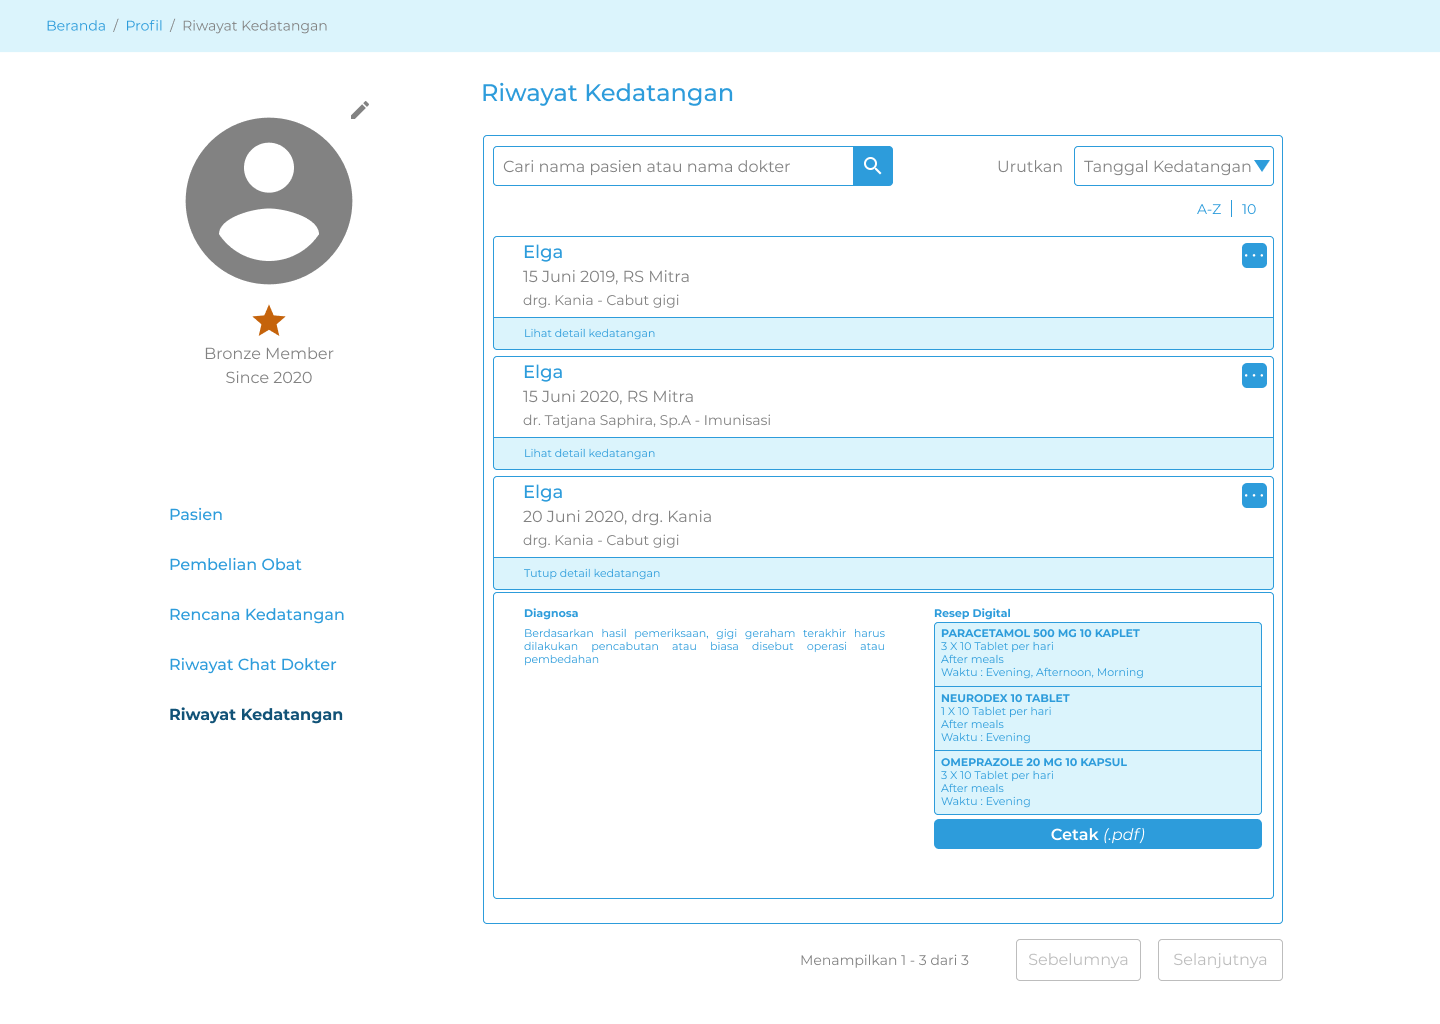 Beranda / Profil / Riwayat Kedatangan
Bronze Member
Since 2020
Pasien
Pembelian Obat
Rencana Kedatangan
Riwayat Chat Dokter
Riwayat Kedatangan
Riwayat Kedatangan
Cari nama pasien atau nama dokter
Urutkan
Tanggal Kedatangan
A-Z | 10
Elga
15 Juni 2019, RS Mitra
drg. Kania - Cabut gigi
Lihat detail kedatangan
Elga
15 Juni 2020, RS Mitra
dr. Tatjana Saphira, Sp.A - Imunisasi
Lihat detail kedatangan
Elga
20 Juni 2020, drg. Kania
drg. Kania - Cabut gigi
Tutup detail kedatangan
Diagnosa
Berdasarkan hasil pemeriksaan, gigi geraham terakhir harus
dilakukan pencabutan atau biasa disebut operasi atau
pembedahan
Resep Digital
PARACETAMOL 500 MG 10 KAPLET
3 X 10 Tablet per hari
After meals
Waktu : Evening, Afternoon, Morning
NEURODEX 10 TABLET
1 X 10 Tablet per hari
After meals
Waktu : Evening
OMEPRAZOLE 20 MG 10 KAPSUL
3 X 10 Tablet per hari
After meals
Waktu : Evening
Cetak (.pdf)
Menampilkan 1 - 3 dari 3
Sebelumnya
Selanjutnya